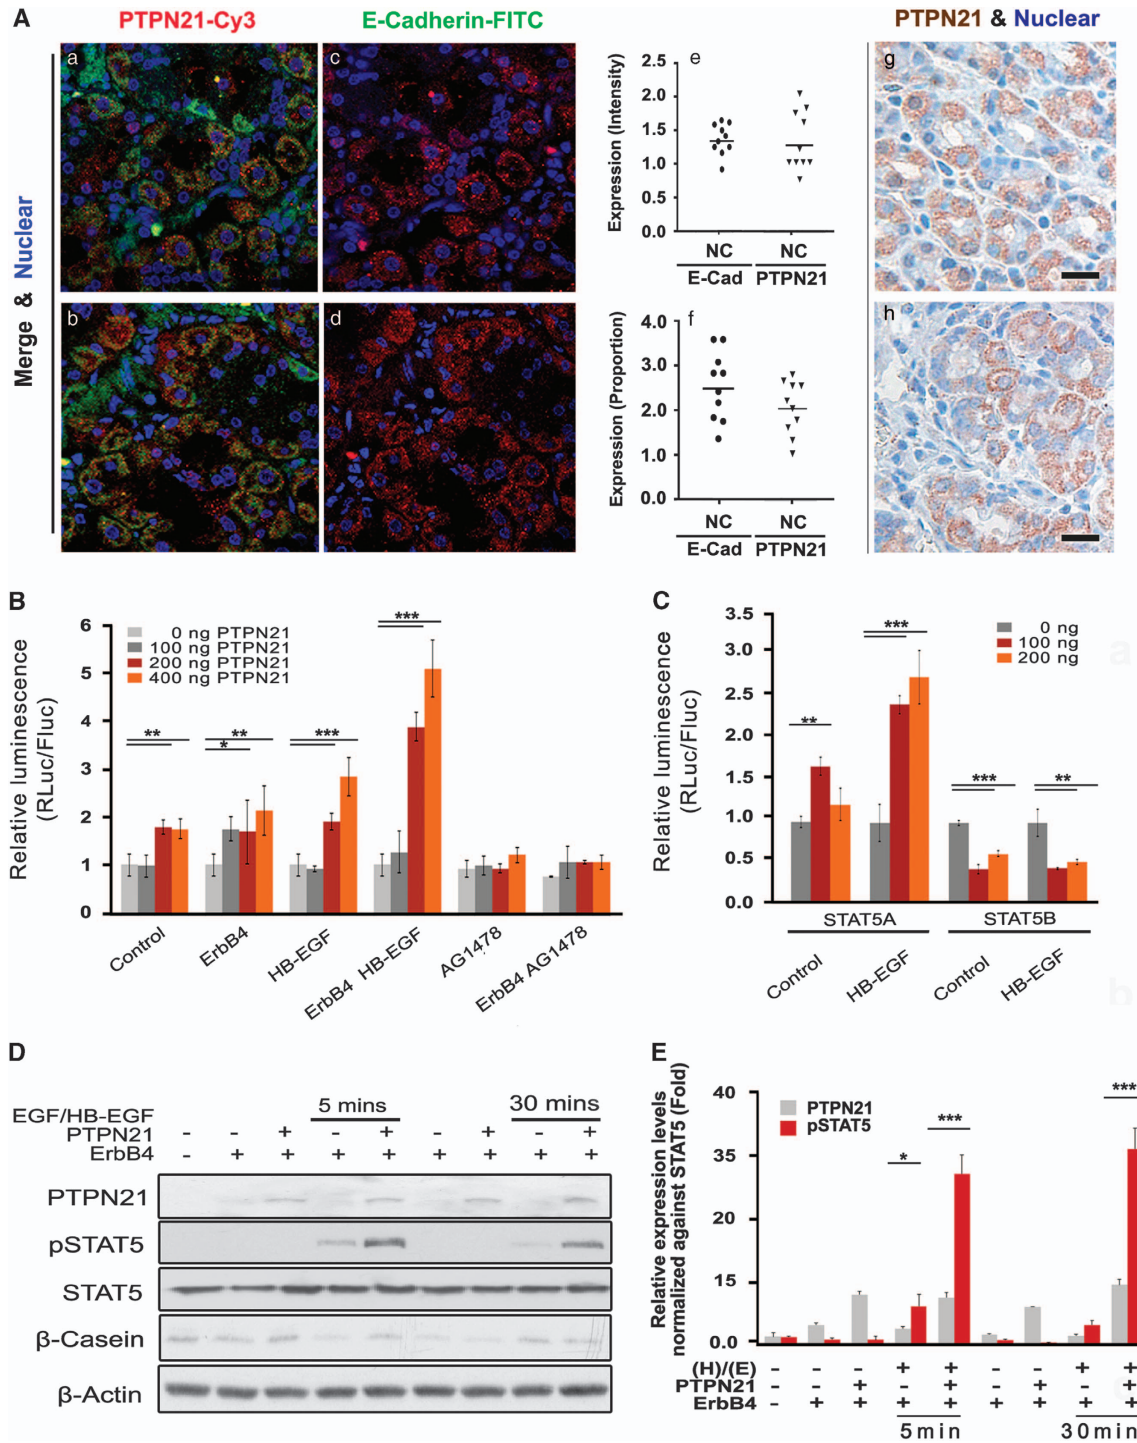 A
PTPN21-Cy3
E-Cadherin-FITC
PTPN21 & Nuclear
Merge & Nuclear
a
c
b
d
e
Expression (Intensity)
2.5
2.0
1.5
1.0
0.5
0.0
NC
NC
E-Cad
PTPN21
f
Expression (Proportion)
4.0
3.0
2.0
1.0
0.0
NC
NC
E-Cad
PTPN21
g
h
B
Relative luminescence
(RLuc/Fluc)
6
5
4
3
2
1
0
0 ng PTPN21
100 ng PTPN21
200 ng PTPN21
400 ng PTPN21
**
* **
***
***
Control
ErbB4
HB-EGF
ErbB4 HB-EGF
AG1478
ErbB4 AG1478
C
Relative luminescence
(RLuc/Fluc)
3.5
3.0
2.5
2.0
1.5
1.0
0.5
0.0
0 ng
100 ng
200 ng
**
***
***
**
STAT5A
STAT5B
Control
HB-EGF
Control
HB-EGF
a
b
D
EGF/HB-EGF
5 mins
30 mins
PTPN21 - - + - + - + - +
ErbB4 - + + + + + + + +
PTPN21
pSTAT5
STAT5
β-Casein
β-Actin
E
Relative expression levels
normalized against STAT5 (Fold)
40
35
20
15
0.0
PTPN21
pSTAT5
*
***
***
(H)/(E) - - - + + - - + +
PTPN21 - - + - + - + - +
ErbB4 - + + + + + + + +
5min
30min